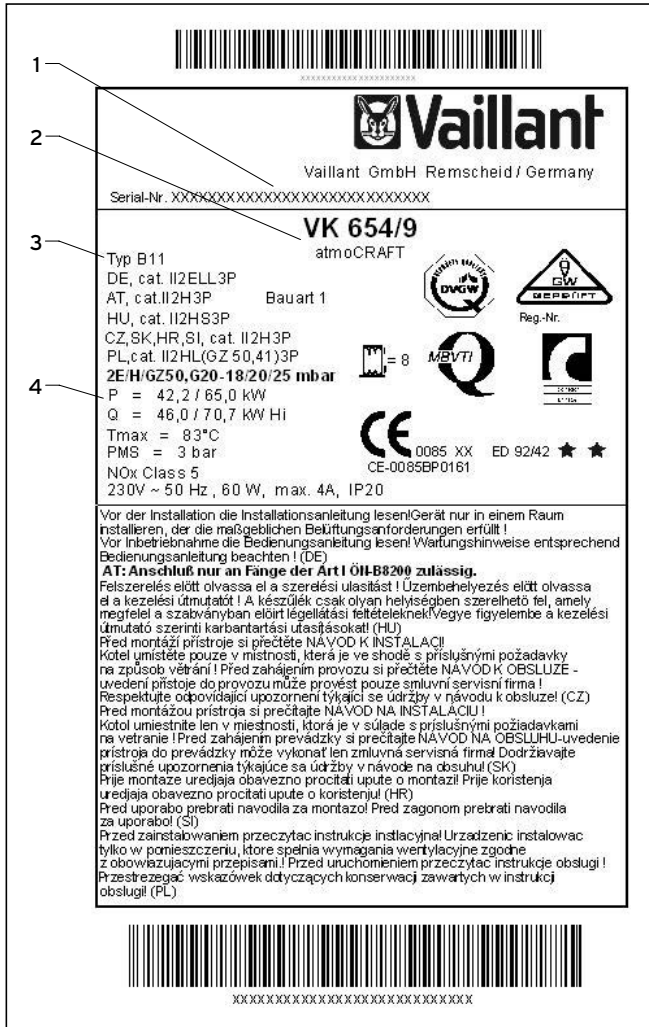 XXXXXXXXXXXXXXXXXXXXXXX
1
Vaillant
2
Vaillant GmbH Remscheid / Germany
Serial-Nr. XXXXXXXXXXXXXXXXXXXXXXXXXXXXX
VK 654/9
atmoCRAFT
3
Typ B11
DE, cat. II2ELL3P
AT, cat.II2H3P Bauart 1
HU, cat. II2HS3P
CZ,SK,HR,SI, cat. II2H3P
PL,cat. II2HL(GZ 50,41)3P
2E/H/GZ50,G20-18/20/25 mbar
DVGW
GW
GEPRÜFT
Reg.-Nr.
= 8
MBVTI
4
P = 42,2 / 65,0 kW
Q = 46,0 / 70,7 kW Hi
Tmax = 83°C
PMS = 3 bar
NOx Class 5
230V ~ 50 Hz , 60 W, max. 4A, IP20
CE 0085 XX ED 92/42 ★ ★
CE-0085BP0161
Vor der Installation die Installationsanleitung lesen!Gerät nur in einem Raum
installieren, der die maßgeblichen Belüftungsanforderungen erfüllt !
Vor Inbetriebnahme die Bedienungsanleitung lesen! Wartungshinweise entsprechend
Bedienungsanleitung beachten ! (DE)
AT: Anschluß nur an Fänge der Art I ÖN-B8200 zulässig.
Felszerelés elött olvassa el a szerelési ulasitást ! Üzembehelyezés elött olvassa
el a kezelési útmutatót ! A készűlék csak olyan helyiségben szerelhetö fel, amely
megfelel a szabványban elöirt légellátási feltételeknek!Vegye figyelembe a kezelési
útmutató szerinti karbantartási utasításokat! (HU)
Před montáží přístroje si přečtěte NÁVOD K INSTALACI!
Kotel umístěte pouze v místnosti, která je ve shodě s příslušnými požadavky
na způsob větrání ! Před zahájením provozu si přečtěte NÁVOD K OBSLUZE -
uvedení přístoje do provozu může provést pouze smluvní servisní firma !
Respektujte odpovídající upozornení týkající se údržby v návodu k obsluze! (CZ)
Pred montážou prístroja si prečítajte NÁVOD NA INŠTALÁCIU !
Kotol umiestnite len v miestnosti, ktorá je v súlade s príslušnými požiadavkami
na vetranie ! Pred zahájením prevádzky si prečítajte NÁVOD NA OBSLUHU-uvedenie
prístroja do prevádzky môže vykonať len zmluvná servisná firma! Dodržiavajte
príslušné upozornenia týkajúce sa údržby v návode na obsuhu! (SK)
Prije montaze uredjaja obavezno procitati upute o montazi! Prije koristenja
uredjaja obavezno procitati upute o koristenju! (HR)
Pred uporabo prebrati navodila za montazo! Pred zagonom prebrati navodila
za uporabo! (SI)
Przed zainstalowaniem przeczytac instrukcje instlacyjna! Urzadzenic instalowac
tylko w pomieszczeniu, ktore spelnia wymagania wentylacyjne zgodne
z obowiazujacymi przepisami.! Przed uruchomieniem przeczytac instrukcje obslugi !
Przestrezegać wskazówek dotyczących konserwacji zawartych w instrukcji
obslugi! (PL)
XXXXXXXXXXXXXXXXXXXXXXXXXXX